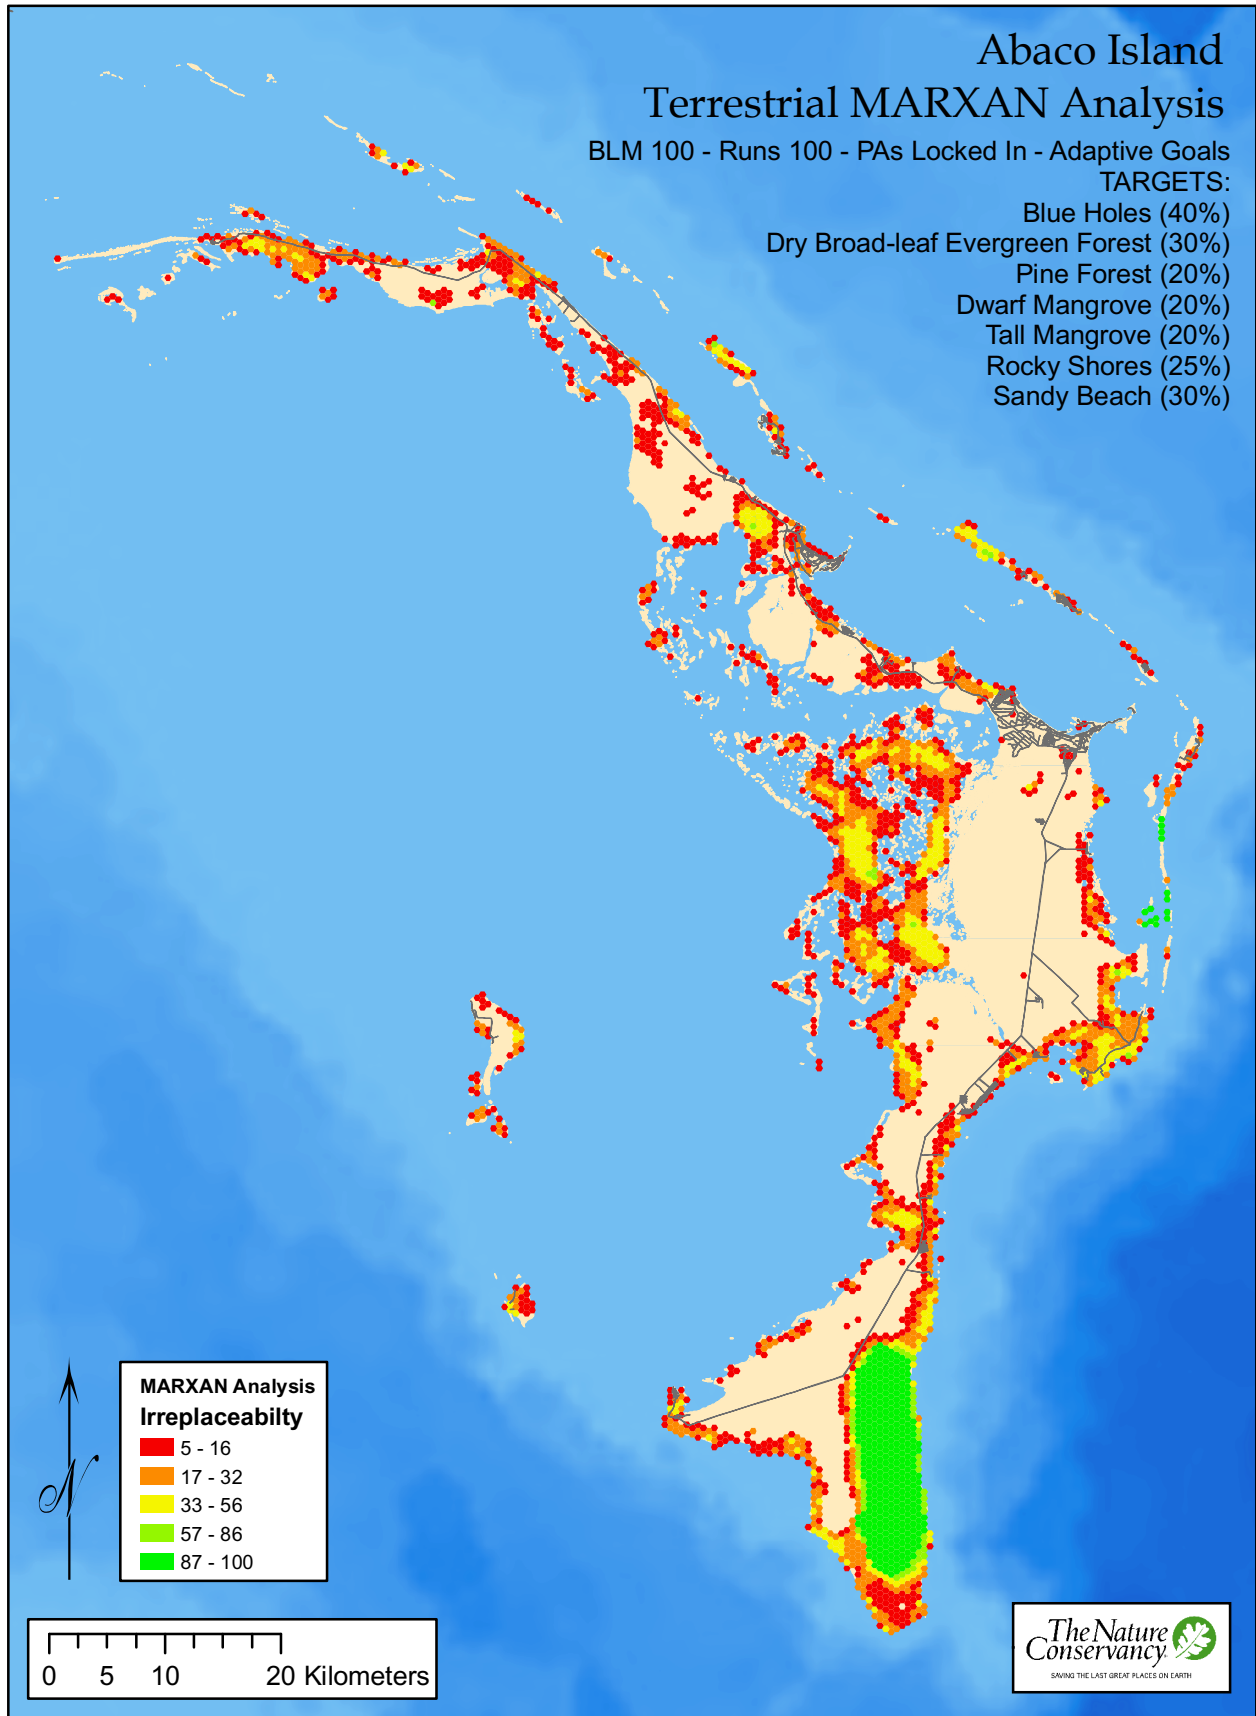 Abaco Island
Terrestrial MARXAN Analysis
BLM 100 - Runs 100 - PAs Locked In - Adaptive Goals
TARGETS:
Blue Holes (40%)
Dry Broad-leaf Evergreen Forest (30%)
Pine Forest (20%)
Dwarf Mangrove (20%)
Tall Mangrove (20%)
Rocky Shores (25%)
Sandy Beach (30%)
N
MARXAN Analysis
Irreplaceabilty
5 - 16
17 - 32
33 - 56
57 - 86
87 - 100
0 5 10 20 Kilometers
The Nature
Conservancy
SAVING THE LAST GREAT PLACES ON EARTH